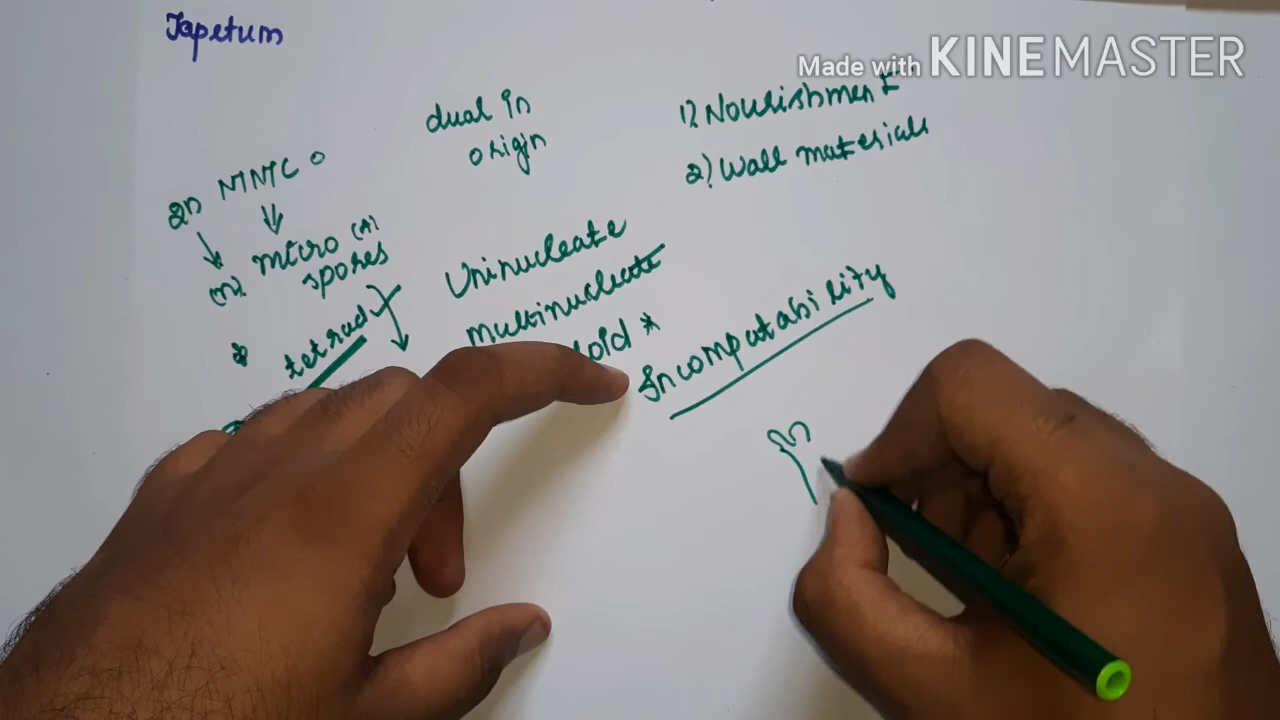 Tapetum
Made with KINEMASTER
dual in
origin
1) Nourishment
2) Wall materials
2n MMC
(n) micro
spores
* tetrad
Uninucleate
Multinucleate
oid *
Incompatability